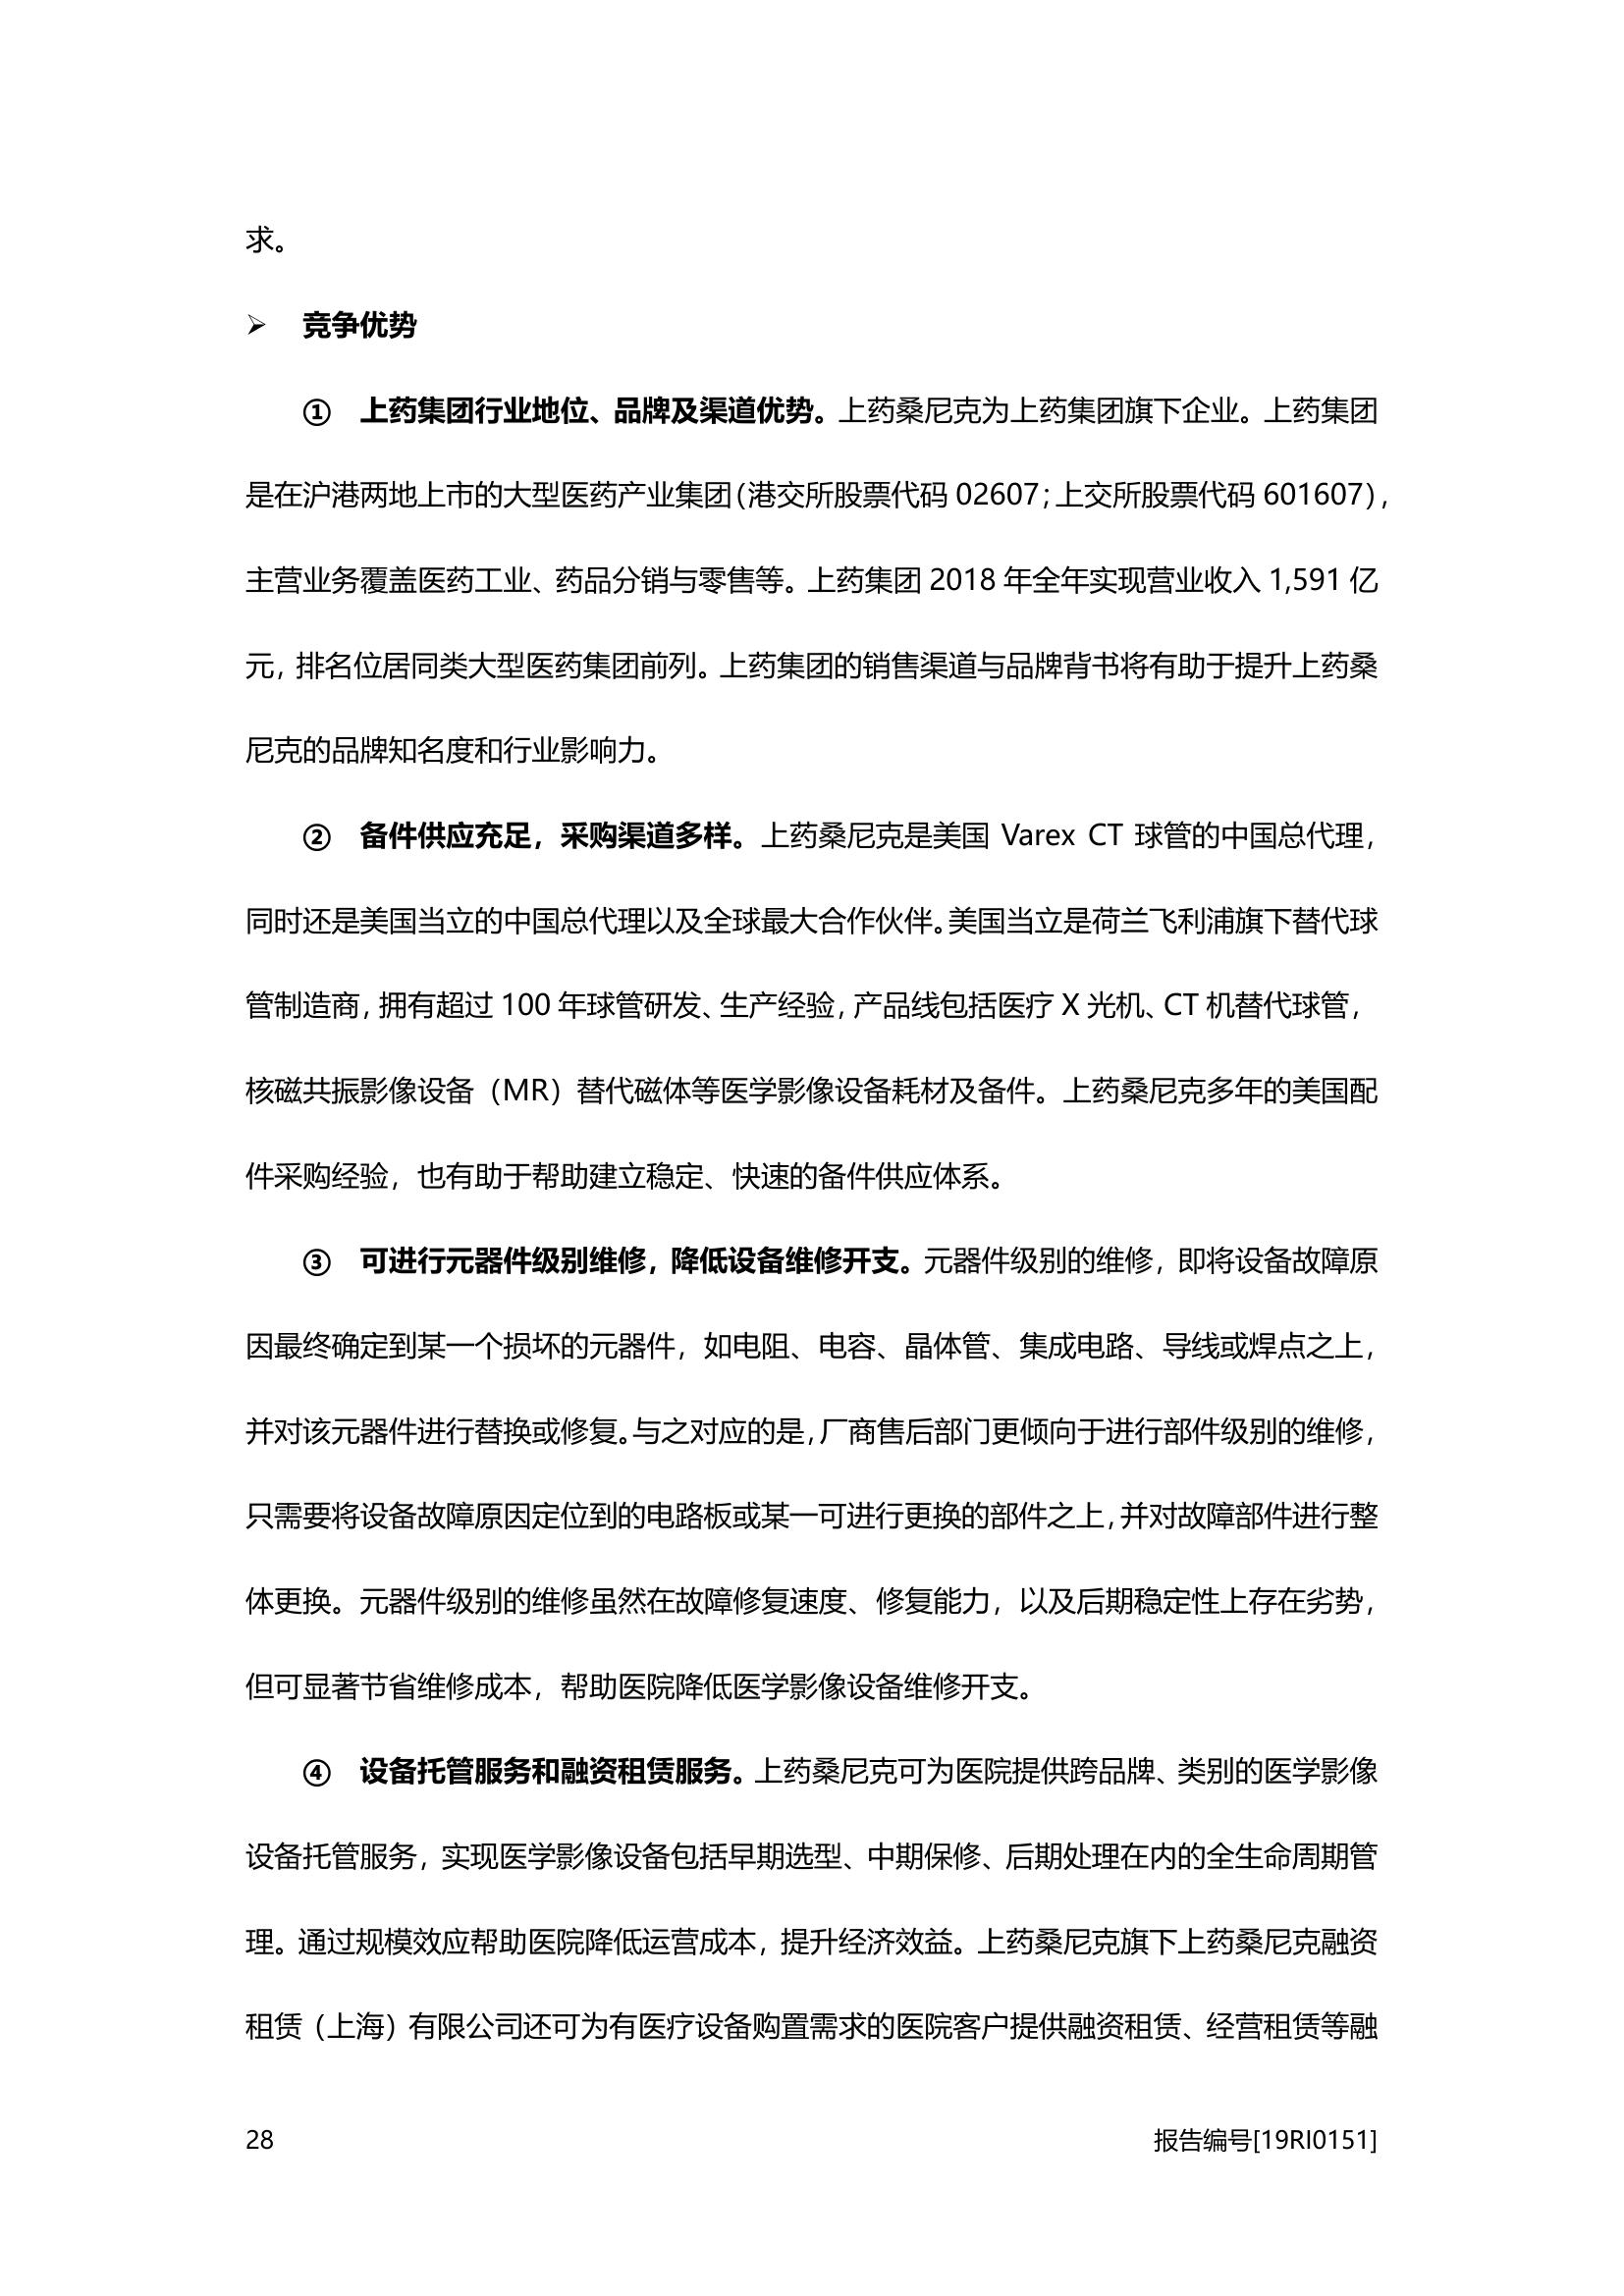 求。
➢ 竞争优势
① 上药集团行业地位、品牌及渠道优势。上药桑尼克为上药集团旗下企业。上药集团
是在沪港两地上市的大型医药产业集团（港交所股票代码 02607；上交所股票代码 601607），
主营业务覆盖医药工业、药品分销与零售等。上药集团 2018 年全年实现营业收入 1,591 亿
元，排名位居同类大型医药集团前列。上药集团的销售渠道与品牌背书将有助于提升上药桑
尼克的品牌知名度和行业影响力。
② 备件供应充足，采购渠道多样。上药桑尼克是美国 Varex CT 球管的中国总代理，
同时还是美国当立的中国总代理以及全球最大合作伙伴。美国当立是荷兰飞利浦旗下替代球
管制造商，拥有超过 100 年球管研发、生产经验，产品线包括医疗 X 光机、CT 机替代球管，
核磁共振影像设备（MR）替代磁体等医学影像设备耗材及备件。上药桑尼克多年的美国配
件采购经验，也有助于帮助建立稳定、快速的备件供应体系。
③ 可进行元器件级别维修，降低设备维修开支。元器件级别的维修，即将设备故障原
因最终确定到某一个损坏的元器件，如电阻、电容、晶体管、集成电路、导线或焊点之上，
并对该元器件进行替换或修复。与之对应的是，厂商售后部门更倾向于进行部件级别的维修，
只需要将设备故障原因定位到的电路板或某一可进行更换的部件之上，并对故障部件进行整
体更换。元器件级别的维修虽然在故障修复速度、修复能力，以及后期稳定性上存在劣势，
但可显著节省维修成本，帮助医院降低医学影像设备维修开支。
④ 设备托管服务和融资租赁服务。上药桑尼克可为医院提供跨品牌、类别的医学影像
设备托管服务，实现医学影像设备包括早期选型、中期保修、后期处理在内的全生命周期管
理。通过规模效应帮助医院降低运营成本，提升经济效益。上药桑尼克旗下上药桑尼克融资
租赁（上海）有限公司还可为有医疗设备购置需求的医院客户提供融资租赁、经营租赁等融
28 报告编号[19RI0151]